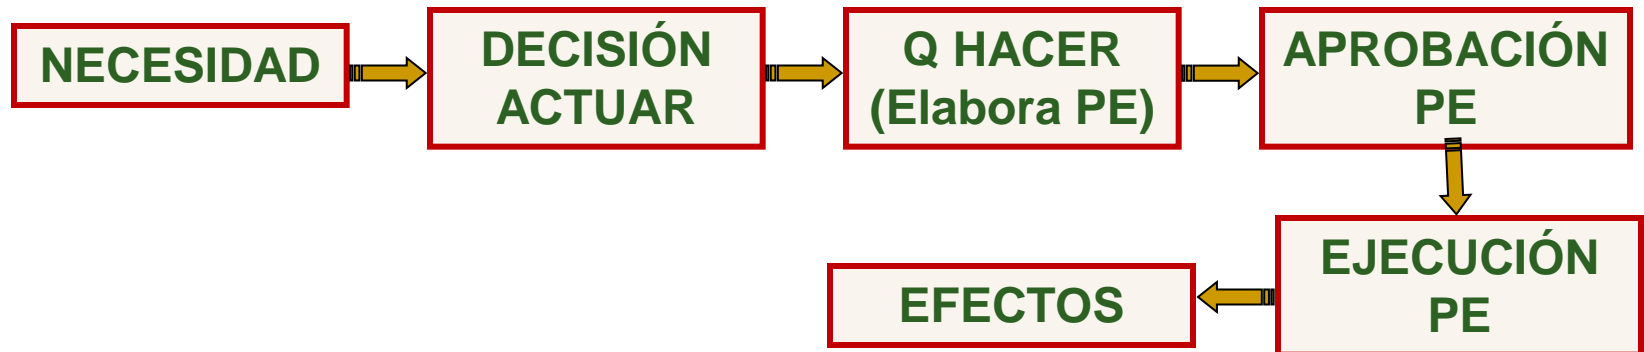 NECESIDAD
DECISIÓN
ACTUAR
Q HACER
(Elabora PE)
APROBACIÓN
PE
EJECUCIÓN
PE
EFECTOS